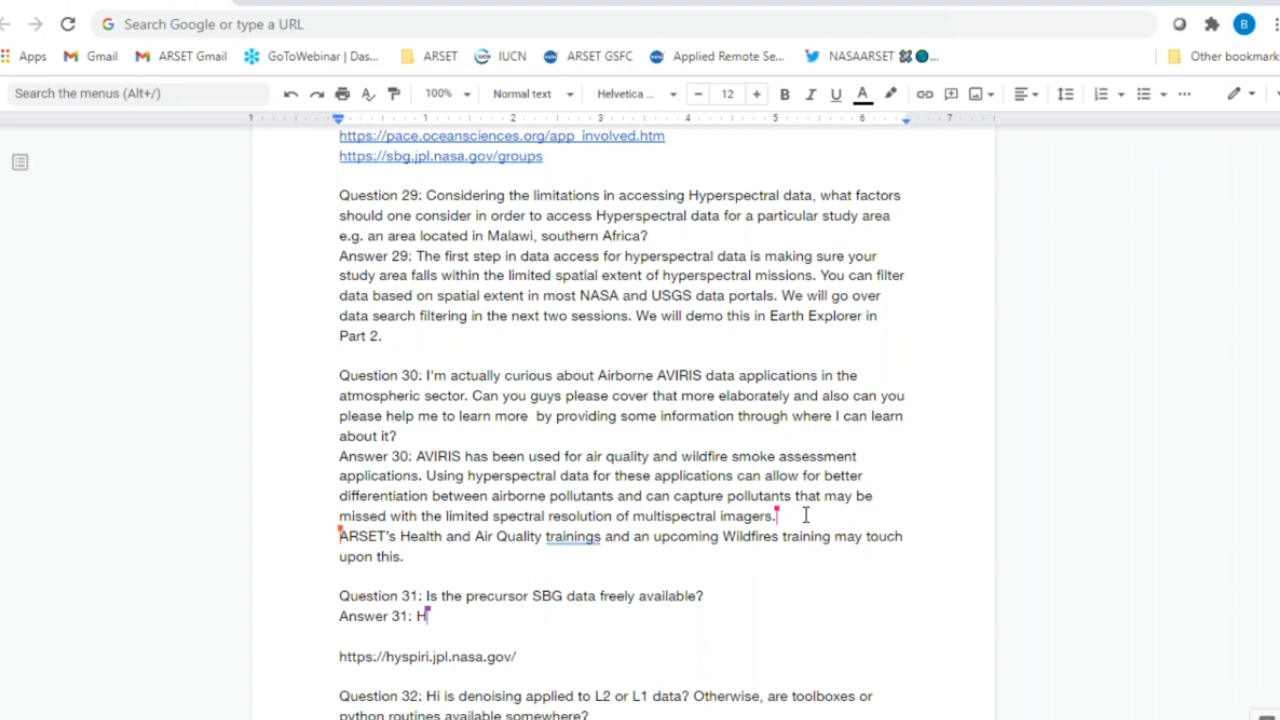 Search Google or type a URL
B
Apps
Gmail
ARSET Gmail
GoToWebinar | Das...
ARSET
IUCN
ARSET GSFC
Applied Remote Se...
NASAARSET
Other bookmark
Search the menus (Alt+/)
100%
Normal text
Helvetica ...
12
B I U A
1 1 2 3 4 5 6 7
https://pace.oceansciences.org/app_involved.htm
https://sbg.jpl.nasa.gov/groups
Question 29: Considering the limitations in accessing Hyperspectral data, what factors
should one consider in order to access Hyperspectral data for a particular study area
e.g. an area located in Malawi, southern Africa?
Answer 29: The first step in data access for hyperspectral data is making sure your
study area falls within the limited spatial extent of hyperspectral missions. You can filter
data based on spatial extent in most NASA and USGS data portals. We will go over
data search filtering in the next two sessions. We will demo this in Earth Explorer in
Part 2.
Question 30: I'm actually curious about Airborne AVIRIS data applications in the
atmospheric sector. Can you guys please cover that more elaborately and also can you
please help me to learn more  by providing some information through where I can learn
about it?
Answer 30: AVIRIS has been used for air quality and wildfire smoke assessment
applications. Using hyperspectral data for these applications can allow for better
differentiation between airborne pollutants and can capture pollutants that may be
missed with the limited spectral resolution of multispectral imagers.
ARSET's Health and Air Quality trainings and an upcoming Wildfires training may touch
upon this.
Question 31: Is the precursor SBG data freely available?
Answer 31: H
https://hyspiri.jpl.nasa.gov/
Question 32: Hi is denoising applied to L2 or L1 data? Otherwise, are toolboxes or
python routines available somewhere?